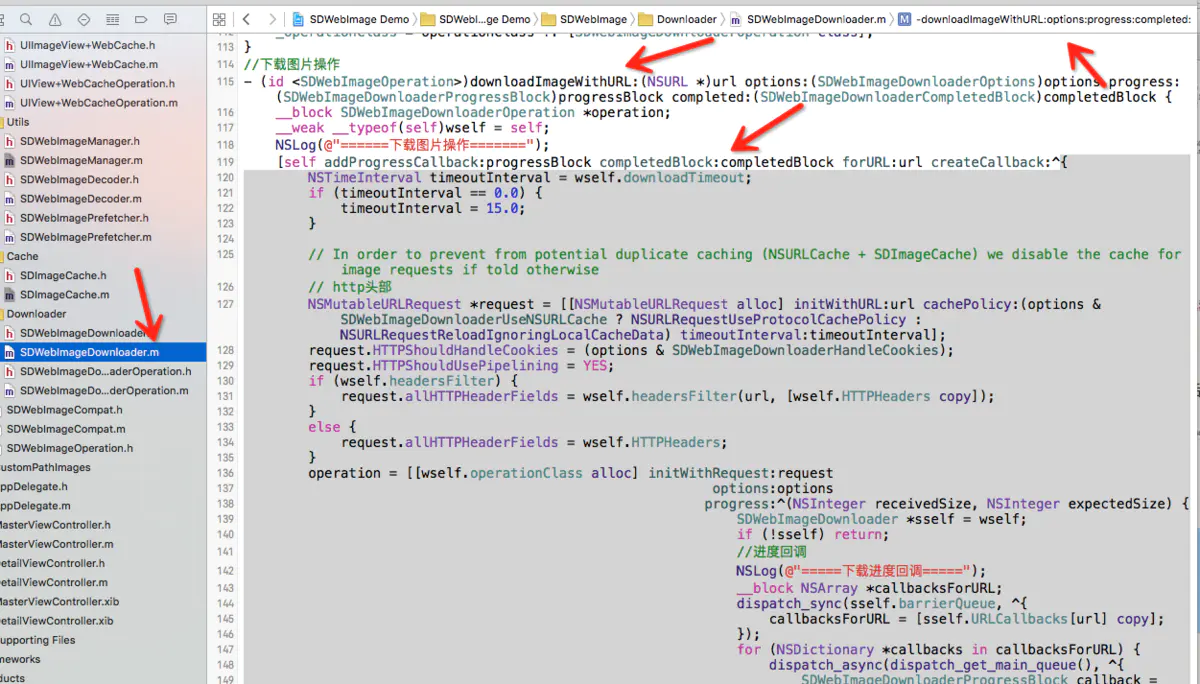 SDWebImage Demo
SDWebI...ge Demo
SDWebImage
Downloader
SDWebImageDownloader.m
M -downloadImageWithURL:options:progress:completed:
h UIImageView+WebCache.h
m UIImageView+WebCache.m
h UIView+WebCacheOperation.h
m UIView+WebCacheOperation.m
Utils
h SDWebImageManager.h
m SDWebImageManager.m
h SDWebImageDecoder.h
m SDWebImageDecoder.m
h SDWebImagePrefetcher.h
m SDWebImagePrefetcher.m
Cache
h SDImageCache.h
m SDImageCache.m
Downloader
h SDWebImageDownloader
m SDWebImageDownloader.m
h SDWebImageDo...aderOperation.h
m SDWebImageDo...derOperation.m
SDWebImageCompat.h
SDWebImageCompat.m
SDWebImageOperation.h
ustomPathImages
ppDelegate.h
ppDelegate.m
MasterViewController.h
MasterViewController.m
DetailViewController.h
DetailViewController.m
MasterViewController.xib
DetailViewController.xib
upporting Files
meworks
ducts
113 }
114 //下载图片操作
115 - (id <SDWebImageOperation>)downloadImageWithURL:(NSURL *)url options:(SDWebImageDownloaderOptions)options progress:
(SDWebImageDownloaderProgressBlock)progressBlock completed:(SDWebImageDownloaderCompletedBlock)completedBlock {
116 __block SDWebImageDownloaderOperation *operation;
117 __weak __typeof(self)wself = self;
118 NSLog(@"======下载图片操作=======");
119 [self addProgressCallback:progressBlock completedBlock:completedBlock forURL:url createCallback:^{
120 NSTimeInterval timeoutInterval = wself.downloadTimeout;
121 if (timeoutInterval == 0.0) {
122 timeoutInterval = 15.0;
123 }
124
125 // In order to prevent from potential duplicate caching (NSURLCache + SDImageCache) we disable the cache for
image requests if told otherwise
126 // http头部
127 NSMutableURLRequest *request = [[NSMutableURLRequest alloc] initWithURL:url cachePolicy:(options &
SDWebImageDownloaderUseNSURLCache ? NSURLRequestUseProtocolCachePolicy :
NSURLRequestReloadIgnoringLocalCacheData) timeoutInterval:timeoutInterval];
128 request.HTTPShouldHandleCookies = (options & SDWebImageDownloaderHandleCookies);
129 request.HTTPShouldUsePipelining = YES;
130 if (wself.headersFilter) {
131 request.allHTTPHeaderFields = wself.headersFilter(url, [wself.HTTPHeaders copy]);
132 }
133 else {
134 request.allHTTPHeaderFields = wself.HTTPHeaders;
135 }
136 operation = [[wself.operationClass alloc] initWithRequest:request
137 options:options
138 progress:^(NSInteger receivedSize, NSInteger expectedSize) {
139 SDWebImageDownloader *sself = wself;
140 if (!sself) return;
141 //进度回调
142 NSLog(@"=====下载进度回调=====");
143 __block NSArray *callbacksForURL;
144 dispatch_sync(sself.barrierQueue, ^{
145 callbacksForURL = [sself.URLCallbacks[url] copy];
146 });
147 for (NSDictionary *callbacks in callbacksForURL) {
148 dispatch_async(dispatch_get_main_queue(), ^{
149 SDWebImageDownloaderProgressBlock callback =